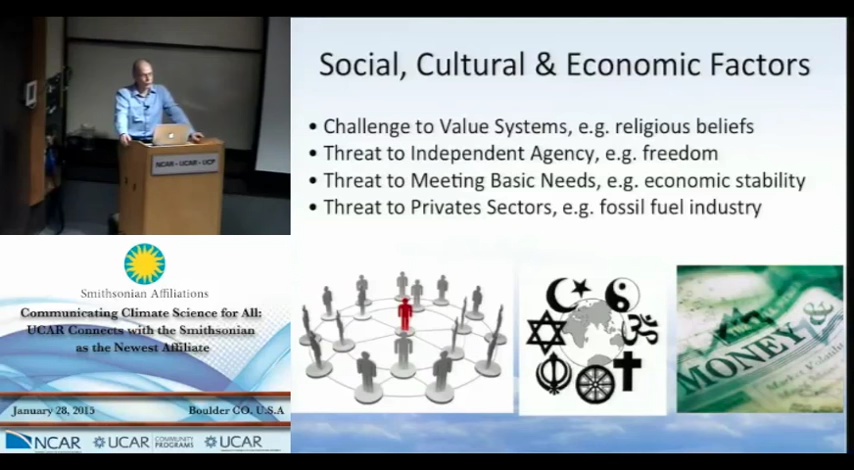 NCAR • UCAR • UCP
Smithsonian Affiliations
Communicating Climate Science for All:
UCAR Connects with the Smithsonian
as the Newest Affiliate
January 28, 2015 Boulder CO. U.S.A
NCAR UCAR COMMUNITY PROGRAMS UCAR
Social, Cultural & Economic Factors
• Challenge to Value Systems, e.g. religious beliefs
• Threat to Independent Agency, e.g. freedom
• Threat to Meeting Basic Needs, e.g. economic stability
• Threat to Privates Sectors, e.g. fossil fuel industry
MONEY &
Market